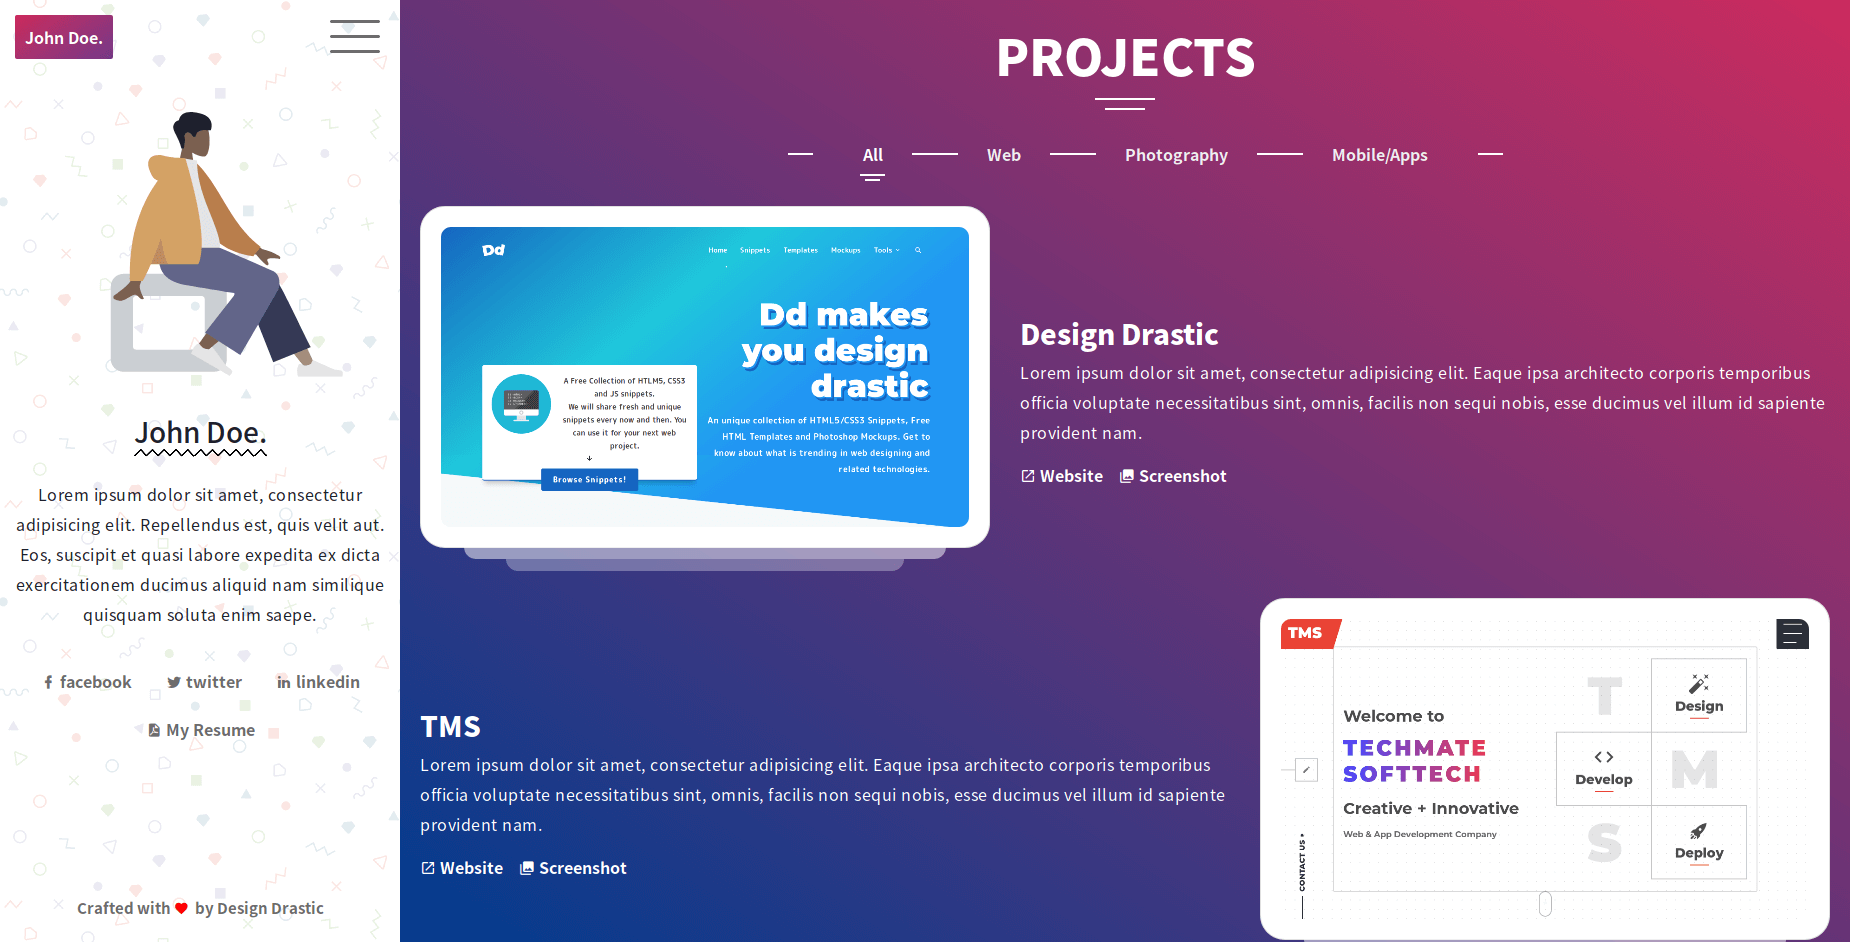 John Doe.
John Doe.
Lorem ipsum dolor sit amet, consectetur
adipisicing elit. Repellendus est, quis velit aut.
Eos, suscipit et quasi labore expedita ex dicta
exercitationem ducimus aliquid nam similique
quisquam soluta enim saepe.
facebook twitter linkedin
My Resume
Crafted with by Design Drastic
PROJECTS
All Web Photography Mobile/Apps
Dd
Home Snippets Templates Mockups Tools
Dd makes
you design
drastic
A Free Collection of HTLM5, CSS3
and JS snippets.
We will share fresh and unique
snippets every now and then. You
can use it for your next web
project.
Browse Snippets!
An unique collection of HTML5/CSS3 Snippets, Free
HTML Templates and Photoshop Mockups. Get to
know about what is trending in web designing and
related technologies.
Design Drastic
Lorem ipsum dolor sit amet, consectetur adipisicing elit. Eaque ipsa architecto corporis temporibus
officia voluptate necessitatibus sint, omnis, facilis non sequi nobis, esse ducimus vel illum id sapiente
provident nam.
Website Screenshot
TMS
Lorem ipsum dolor sit amet, consectetur adipisicing elit. Eaque ipsa architecto corporis temporibus
officia voluptate necessitatibus sint, omnis, facilis non sequi nobis, esse ducimus vel illum id sapiente
provident nam.
Website Screenshot
TMS
Welcome to
TECHMATE
SOFTTECH
Creative + Innovative
Web & App Development Company
CONTACT US
T
Design
Develop
M
S
Deploy